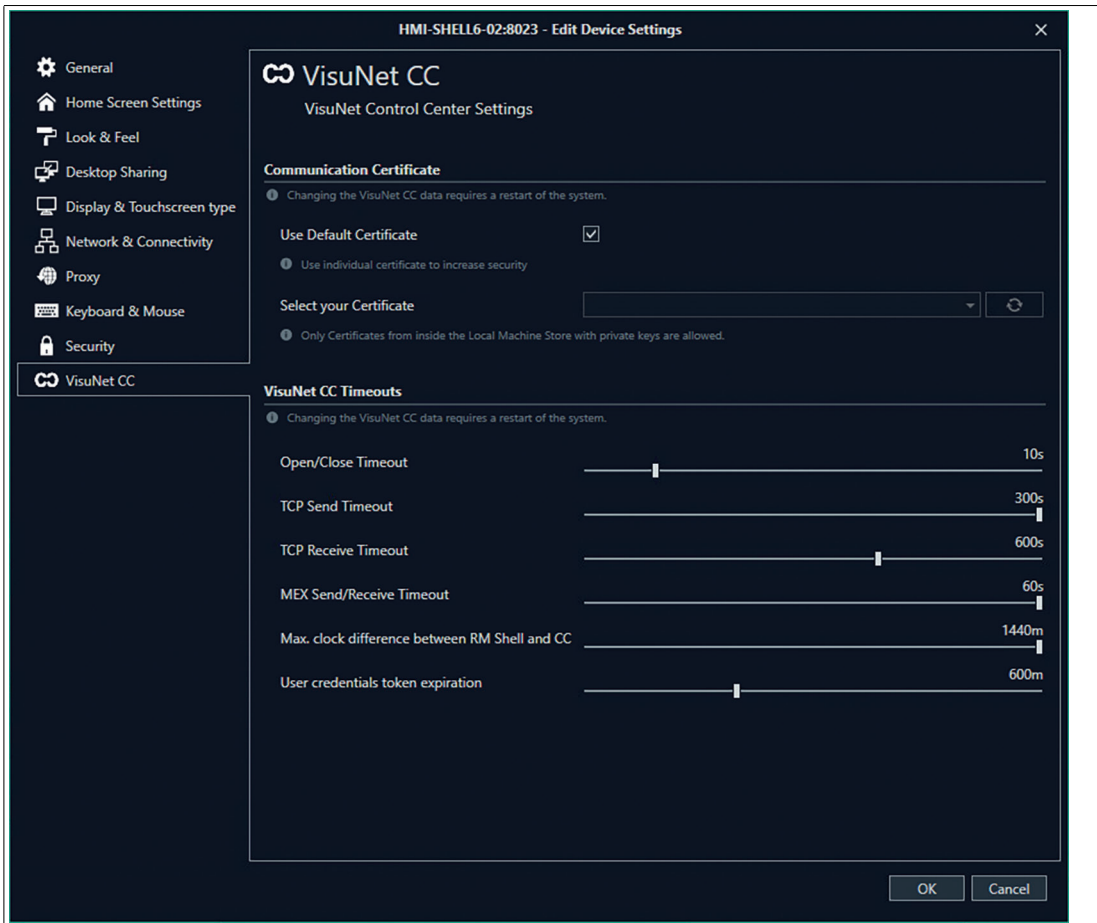 HMI-SHELL6-02:8023 - Edit Device Settings
General
Home Screen Settings
Look & Feel
Desktop Sharing
Display & Touchscreen type
Network & Connectivity
Proxy
Keyboard & Mouse
Security
VisuNet CC
VisuNet CC
VisuNet Control Center Settings
Communication Certificate
Changing the VisuNet CC data requires a restart of the system.
Use Default Certificate
Use individual certificate to increase security
Select your Certificate
Only Certificates from inside the Local Machine Store with private keys are allowed.
VisuNet CC Timeouts
Changing the VisuNet CC data requires a restart of the system.
Open/Close Timeout 10s
TCP Send Timeout 300s
TCP Receive Timeout 600s
MEX Send/Receive Timeout 60s
Max. clock difference between RM Shell and CC 1440m
User credentials token expiration 600m
OK Cancel